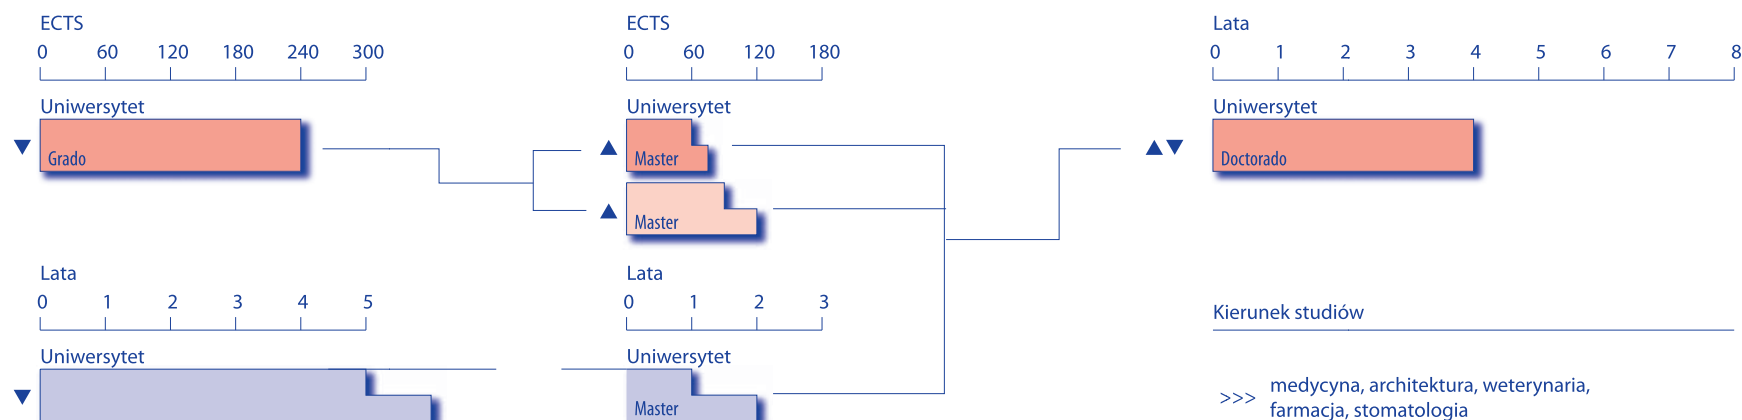 ECTS
0 60 120 180 240 300
Uniwersytet
Grado
ECTS
0 60 120 180
Uniwersytet
Master
Master
Lata
0 1 2 3 4 5 6 7 8
Uniwersytet
Doctorado
Lata
0 1 2 3 4 5
Uniwersytet
Lata
0 1 2 3
Uniwersytet
Master
Kierunek studiów
>>> medycyna, architektura, weterynaria,
farmacja, stomatologia